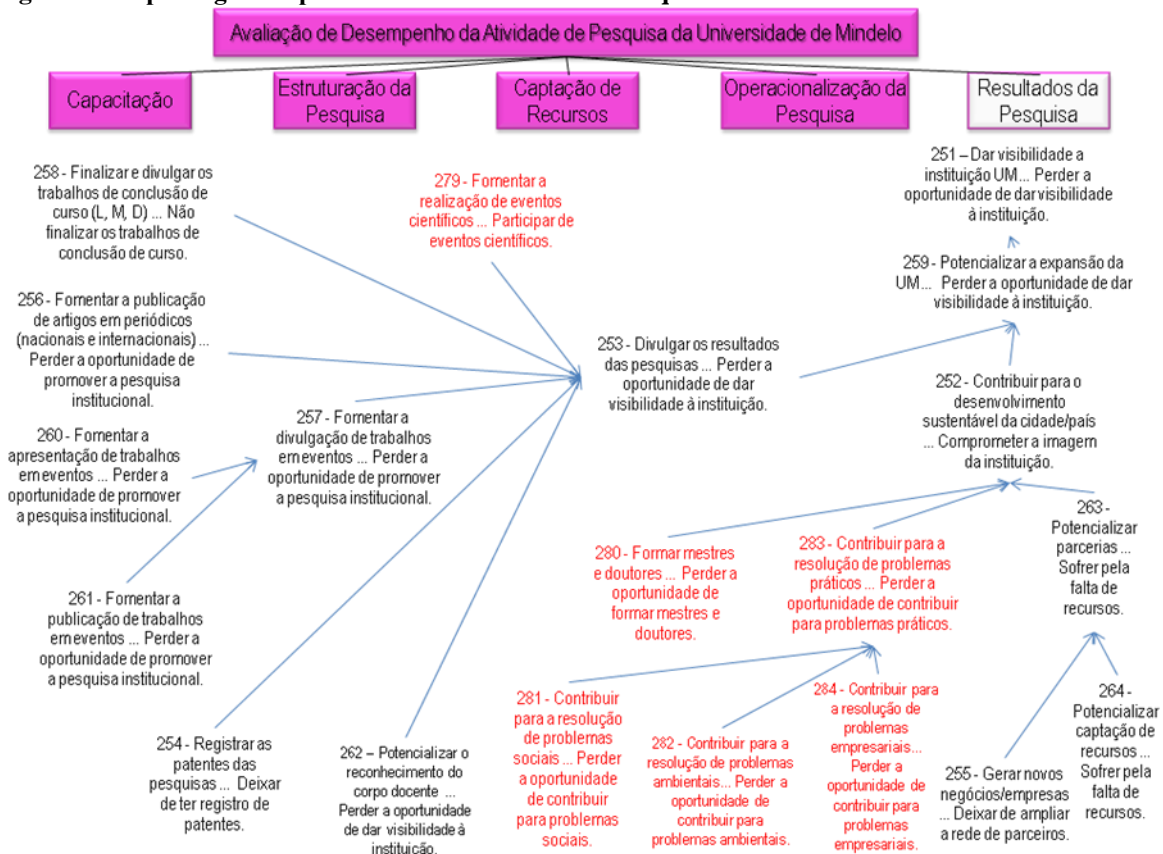 Avaliação de Desempenho da Atividade de Pesquisa da Universidade de Mindelo
Capacitação
Estruturação da
Pesquisa
Captação de
Recursos
Operacionalização da
Pesquisa
Resultados da
Pesquisa
258 - Finalizar e divulgar os
trabalhos de conclusão de
curso (L, M, D) ... Não
finalizar os trabalhos de
conclusão de curso.
279 - Fomentar a
realização de eventos
científicos ... Participar de
eventos científicos.
251 – Dar visibilidade a
instituição UM... Perder a
oportunidade de dar visibilidade
à instituição.
259 - Potencializar a expansão da
UM... Perder a oportunidade de dar
visibilidade à instituição.
256 - Fomentar a publicação
de artigos em periódicos
(nacionais e internacionais) ...
Perder a oportunidade de
promover a pesquisa
institucional.
253 - Divulgar os resultados
das pesquisas ... Perder a
oportunidade de dar
visibilidade à instituição.
252 - Contribuir para o
desenvolvimento
sustentável da cidade/país
... Comprometer a imagem
da instituição.
257 - Fomentar a
divulgação de trabalhos
em eventos ... Perder a
oportunidade de promover
a pesquisa institucional.
260 - Fomentar a
apresentação de trabalhos
em eventos ... Perder a
oportunidade de promover
a pesquisa institucional.
263 -
Potencializar
parcerias ...
Sofrer pela
falta de
recursos.
280 - Formar mestres
e doutores ... Perder a
oportunidade de
formar mestres e
doutores.
283 - Contribuir para a
resolução de problemas
práticos ... Perder a
oportunidade de contribuir
para problemas práticos.
261 - Fomentar a
publicação de trabalhos
em eventos ... Perder a
oportunidade de promover
a pesquisa institucional.
281 - Contribuir
para a resolução
de problemas
sociais ... Perder
a oportunidade
de contribuir
para problemas
sociais.
284 - Contribuir para
a resolução de
problemas
empresariais...
Perder a
oportunidade de
contribuir para
problemas
empresariais.
264 -
Potencializar
captação de
recursos ...
Sofrer pela
falta de
recursos.
254 - Registrar as
patentes das
pesquisas ... Deixar
de ter registro de
patentes.
262 – Potencializar o
reconhecimento do
corpo docente ...
Perder a oportunidade
de dar visibilidade à
instituição.
282 - Contribuir para a
resolução de problemas
ambientais... Perder a
oportunidade de
contribuir para
problemas ambientais.
255 - Gerar novos
negócios/empresas
... Deixar de ampliar
a rede de parceiros.